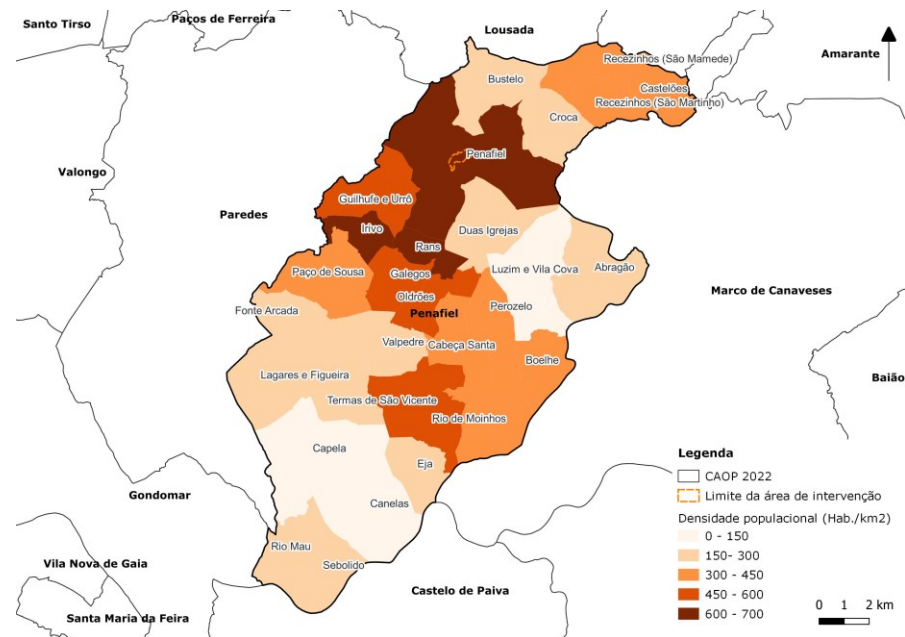 Santo Tirso
Paços de Ferreira
Lousada
Amarante
Recezinhos (São Mamede)
Bustelo
Castelões
Recezinhos (São Martinho)
Croca
Penafiel
Valongo
Guilhufe e Urrô
Paredes
Irivo
Duas Igrejas
Rans
Luzim e Vila Cova
Abragão
Paço de Sousa
Galegos
Marco de Canaveses
Oldrões
Perozelo
Fonte Arcada
Penafiel
Valpedre
Cabeça Santa
Boelhe
Baião
Lagares e Figueira
Termas de São Vicente
Rio de Moinhos
Capela
Eja
Gondomar
Canelas
Rio Mau
Sebolido
Vila Nova de Gaia
Castelo de Paiva
Santa Maria da Feira
Legenda
CAOP 2022
Limite da área de intervenção
Densidade populacional (Hab./km2)
0 - 150
150- 300
300 - 450
450 - 600
600 - 700
0 1 2 km